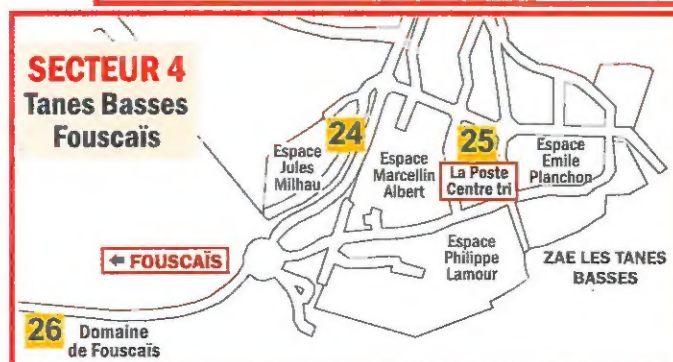 SECTEUR 4
Tanes Basses
Fouscaïs
24
25
Espace
Jules
Milhau
Espace
Marcellin
Albert
La Poste
Centre tri
Espace
Emile
Planchon
Espace
Philippe
Lamour
ZAE LES TANES
BASSES
← FOUSCAÏS
26
Domaine
de Fouscaïs